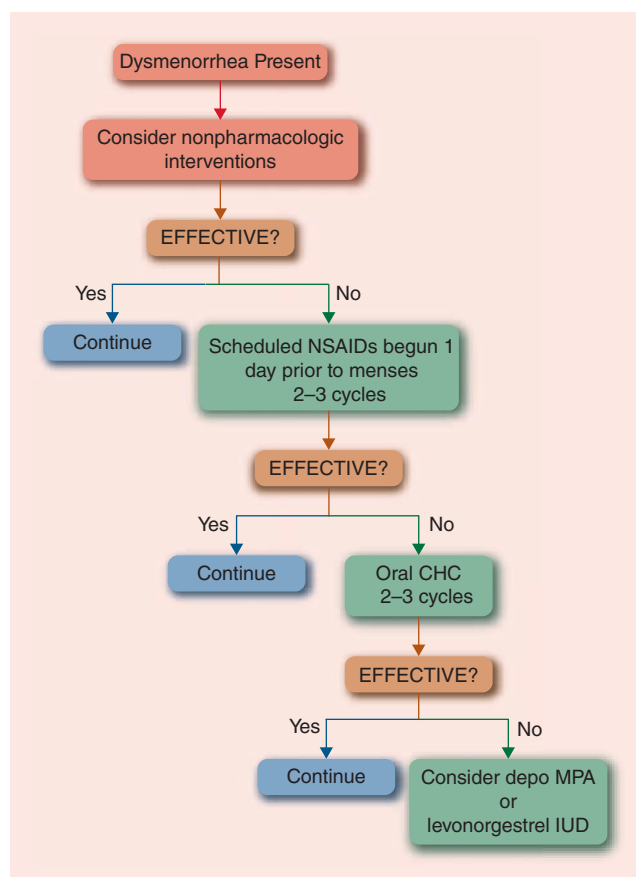 Dysmenorrhea Present
Consider nonpharmacologic
interventions
EFFECTIVE?
Yes
No
Continue
Scheduled NSAIDs begun 1
day prior to menses
2–3 cycles
EFFECTIVE?
Yes
No
Continue
Oral CHC
2–3 cycles
EFFECTIVE?
Yes
No
Continue
Consider depo MPA
or
levonorgestrel IUD